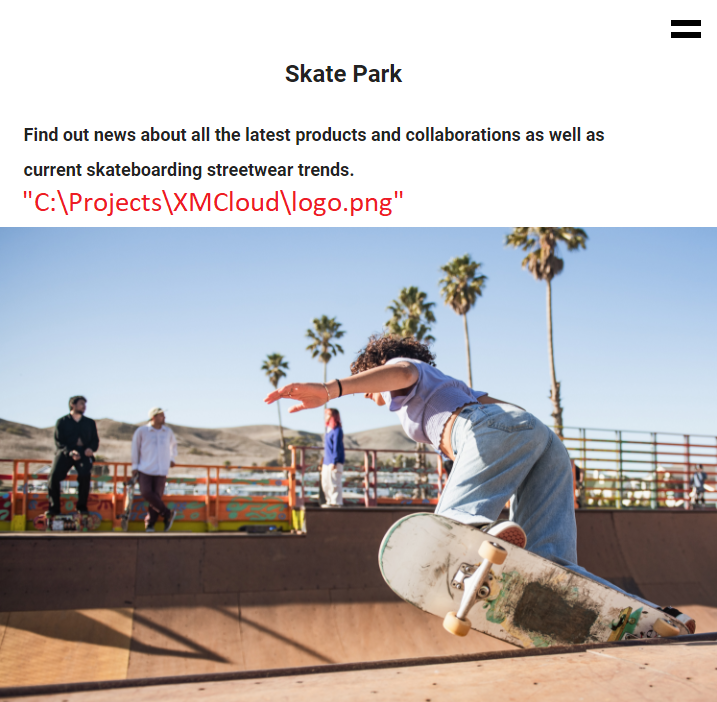 Skate Park
Find out news about all the latest products and collaborations as well as
current skateboarding streetwear trends.
"C:\Projects\XMCloud\logo.png"